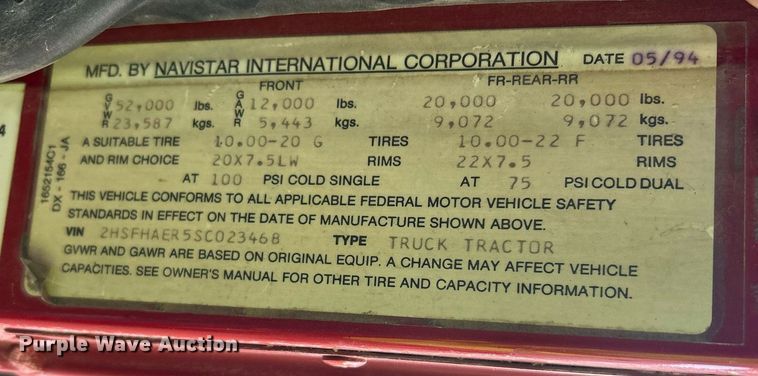 MFD. BY NAVISTAR INTERNATIONAL CORPORATION DATE 05/94
FRONT FR-REAR-RR
GVWR 52,000 lbs. GAWR 12,000 lbs. 20,000 20,000 lbs.
23,587 kgs. 5,443 kgs. 9,072 9,072 kgs.
A SUITABLE TIRE 10.00-20 G TIRES 10.00-22 F TIRES
AND RIM CHOICE 20X7.5LW RIMS 22X7.5 RIMS
AT 100 PSI COLD SINGLE AT 75 PSI COLD DUAL
THIS VEHICLE CONFORMS TO ALL APPLICABLE FEDERAL MOTOR VEHICLE SAFETY
STANDARDS IN EFFECT ON THE DATE OF MANUFACTURE SHOWN ABOVE.
VIN 2HSFHAER5SC023468 TYPE TRUCK TRACTOR
GVWR AND GAWR ARE BASED ON ORIGINAL EQUIP. A CHANGE MAY AFFECT VEHICLE
CAPACITIES. SEE OWNER'S MANUAL FOR OTHER TIRE AND CAPACITY INFORMATION.
1652154C1
DX - 166 - JA
4
Purple Wave Auction